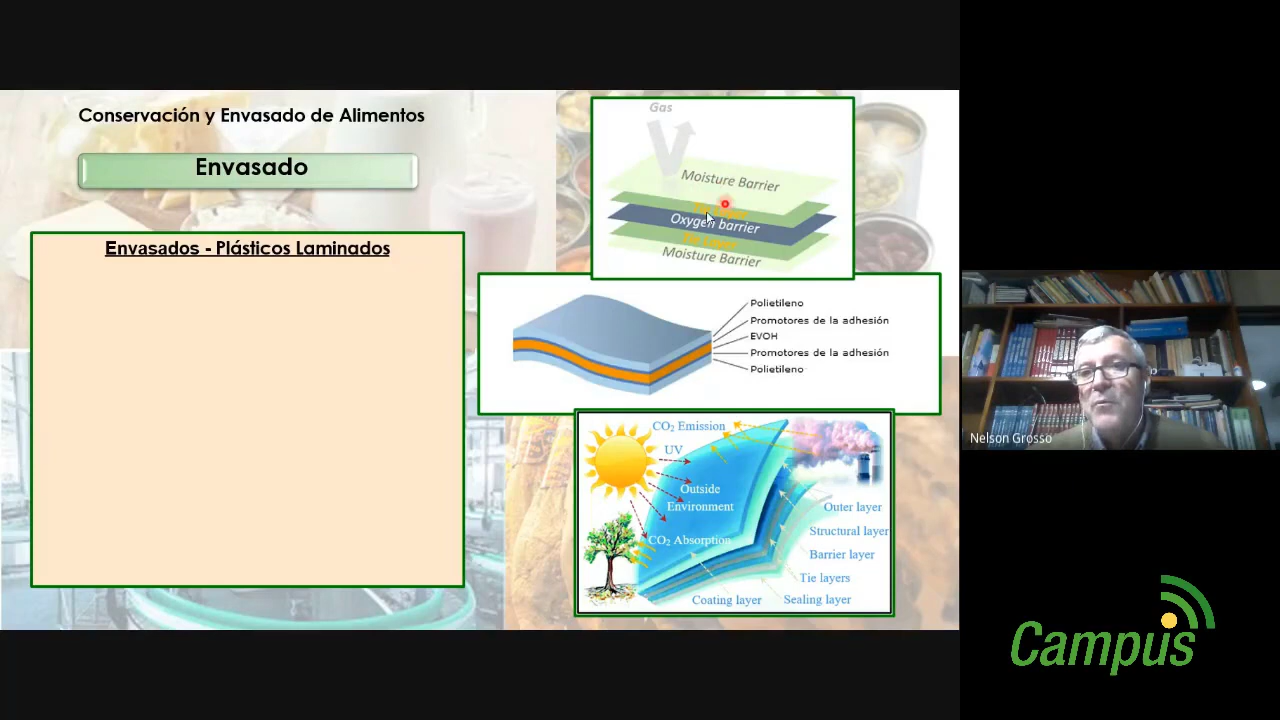 Conservación y Envasado de Alimentos
Envasado
Envasados - Plásticos Laminados
Gas
Moisture Barrier
Oxygen barrier
Tie Layer
Moisture Barrier
Polietileno
Promotores de la adhesión
EVOH
Promotores de la adhesión
Polietileno
CO₂ Emission
UV
Outside
Environment
CO₂ Absorption
Outer layer
Structural layer
Barrier layer
Tie layers
Sealing layer
Coating layer
Nelson Grosso
Campus